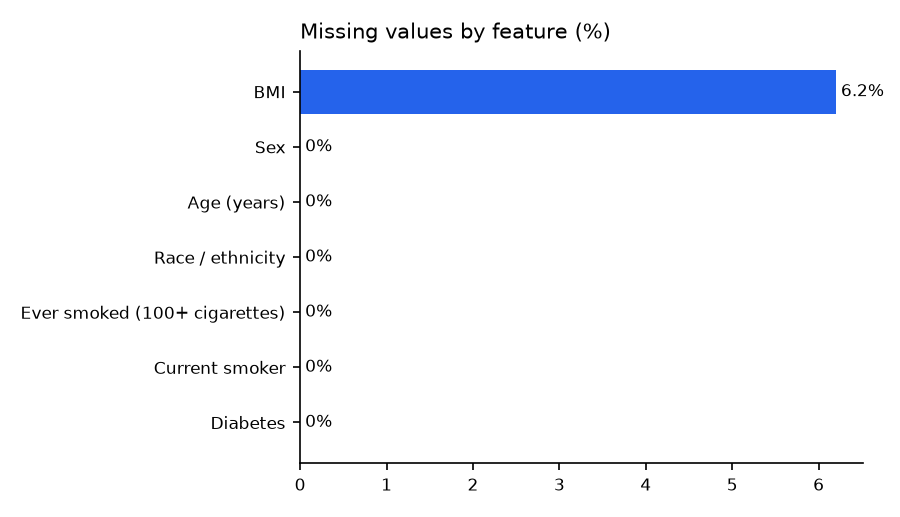 Missing values by feature (%)
BMI 6.2%
Sex 0%
Age (years) 0%
Race / ethnicity 0%
Ever smoked (100+ cigarettes) 0%
Current smoker 0%
Diabetes 0%
0 1 2 3 4 5 6